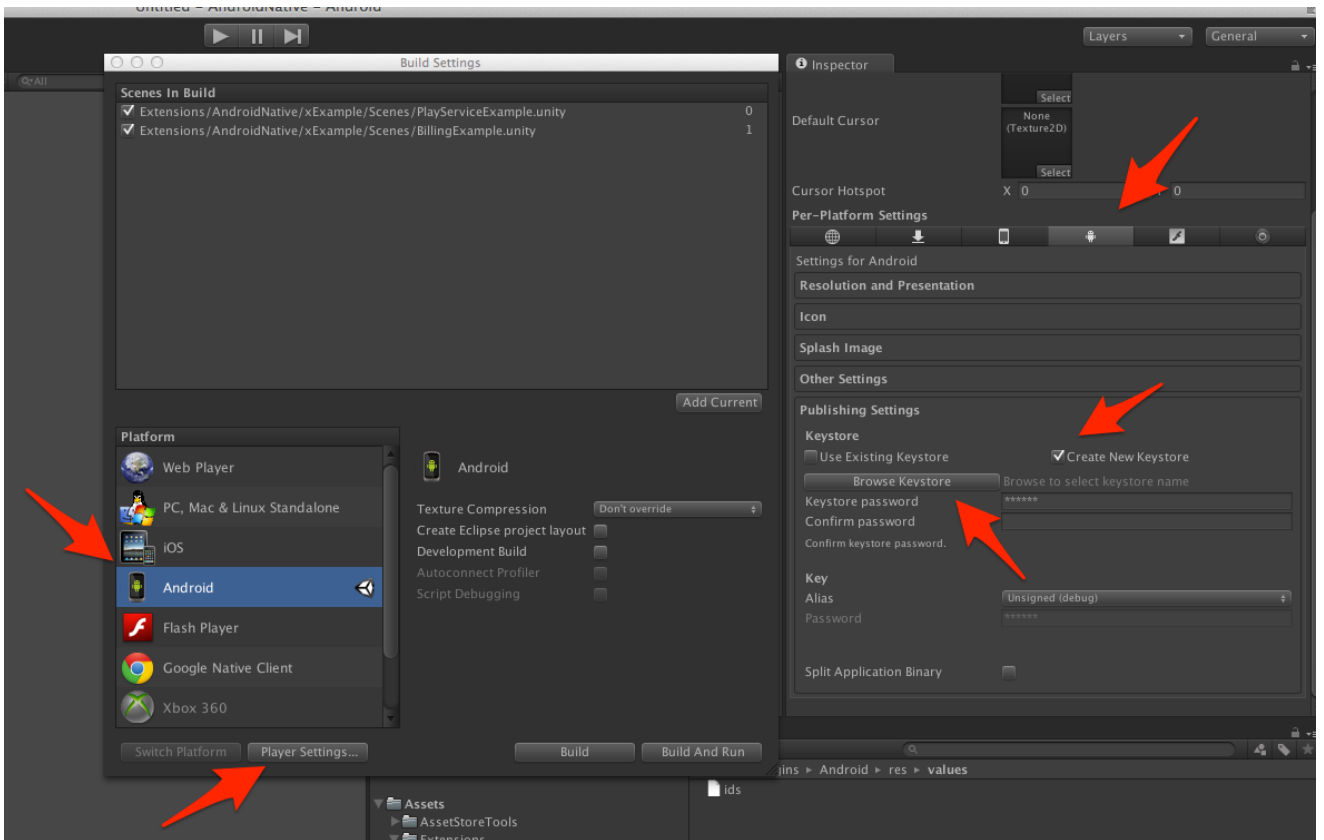 Untitled - AndroidNative - Android
Layers
General
All
Build Settings
Scenes In Build
Extensions/AndroidNative/xExample/Scenes/PlayServiceExample.unity 0
Extensions/AndroidNative/xExample/Scenes/BillingExample.unity 1
Add Current
Platform
Web Player
PC, Mac & Linux Standalone
iOS
Android
Flash Player
Google Native Client
Xbox 360
Android
Texture Compression Don't override
Create Eclipse project layout
Development Build
Autoconnect Profiler
Script Debugging
Switch Platform
Player Settings...
Build
Build And Run
Inspector
Select
Default Cursor
None
(Texture2D)
Select
Cursor Hotspot X 0 0
Per-Platform Settings
Settings for Android
Resolution and Presentation
Icon
Splash Image
Other Settings
Publishing Settings
Keystore
Use Existing Keystore Create New Keystore
Browse Keystore Browse to select keystore name
Keystore password ******
Confirm password
Confirm keystore password.
Key
Alias Unsigned (debug)
Password ******
Split Application Binary
Android res values
ids
Assets
AssetStoreTools
Extensions